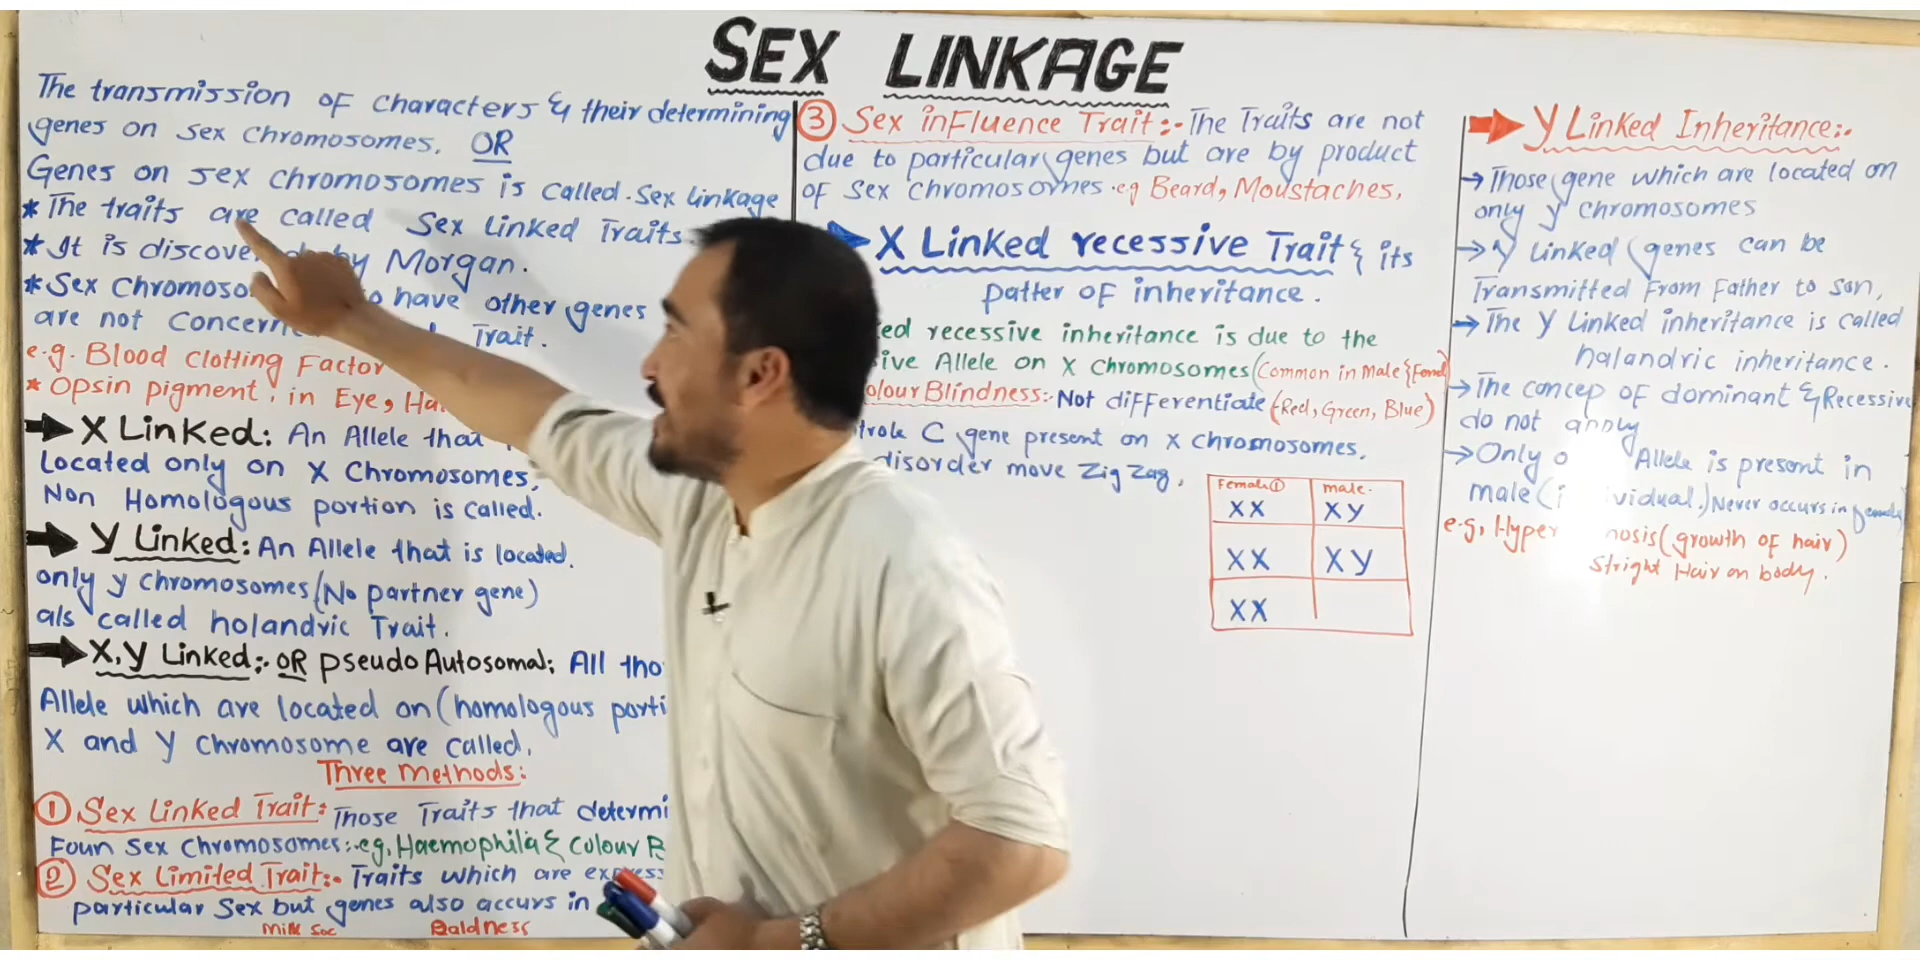 SEX LINKAGE
The transmission of characters & their determining
genes on sex chromosomes. OR
Genes on sex chromosomes is called. Sex linkage
* The traits are called Sex Linked Traits
* It is discove by Morgan.
* Sex Chromoso have other genes
are not Concern Trait.
e.g. Blood Clotting Factor
* Opsin pigment, in Eye,
X Linked: An Allele that
Located only on X Chromosomes,
Non Homologous portion is called.
Y Linked: An Allele that is located.
only y chromosomes (No partner gene)
als called holandric Trait.
X,Y Linked:. OR pseudo Autosomal; All tho
Allele which are located on (homologous porti
X and Y Chromosome are called.
Three Methods:
① Sex Linked Trait: Those Traits that determi
Foun Sex Chromosomes:. eg, Haemophila & Colour B
② Sex Limited Trait:- Traits which are express
particular Sex but genes also accurs in
Milk Sec Baldness
③ Sex inFluence Trait:- The Traits are not
due to particular genes but are by product
of Sex chromosomes. eg Beard, Moustaches,
X Linked recessive Trait & its
patter of inheritance.
ed recessive inheritance is due to the
ive Allele on X chromosomes (Common in Male &
olour Blindness:- Not differentiate (Red, Green, Blue)
trole C gene present on X chromosomes.
disorder move Zig Zag,
Female ① male.
XX XY
XX XY
XX
Y Linked Inheritance:.
→ Those gene which are located on
only Y chromosomes
→ Y linked genes can be
Transmitted From Father to son,
→ The Y Linked inheritance is called
halandric inheritance.
→ The concep of dominant & Recessive
do not apply
→ Only o Allele is present in
male (i vidual.) Never occurs in female
e.g, Hyper nosis (growth of hair)
Stright Hair on body.